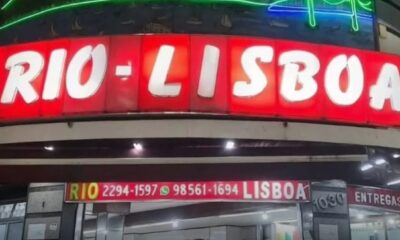 RIO-LISBOA
RIO 2294-1597 98561-1694 LISBOA
1030
ENTREGAS